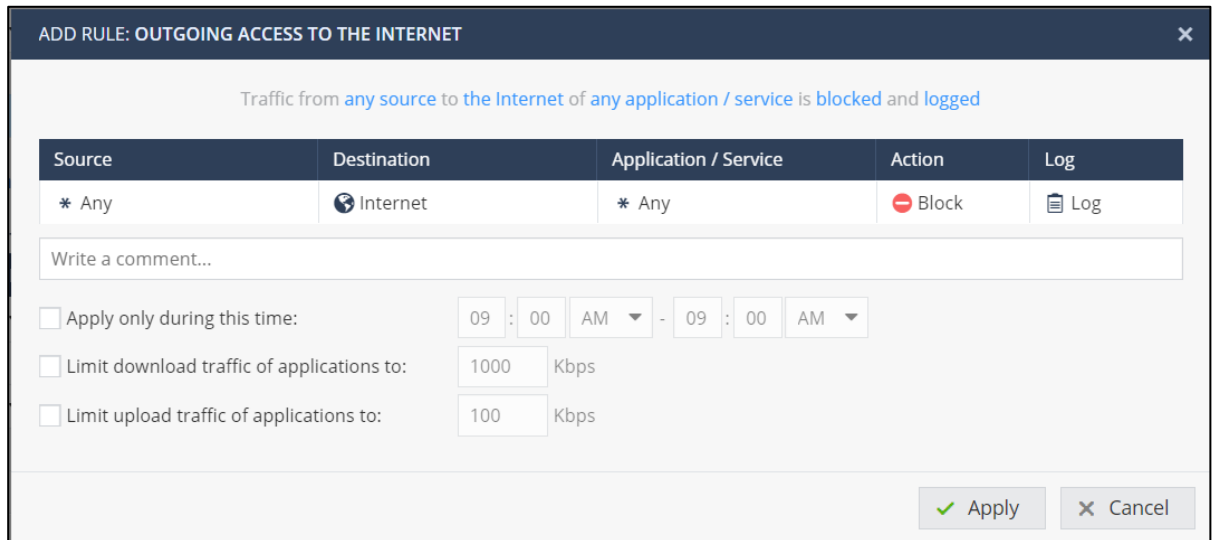 ADD RULE: OUTGOING ACCESS TO THE INTERNET
Traffic from any source to the Internet of any application / service is blocked and logged
Source Destination Application / Service Action Log
* Any Internet * Any Block Log
Write a comment...
Apply only during this time: 09 : 00 AM - 09 : 00 AM
Limit download traffic of applications to: 1000 Kbps
Limit upload traffic of applications to: 100 Kbps
Apply Cancel